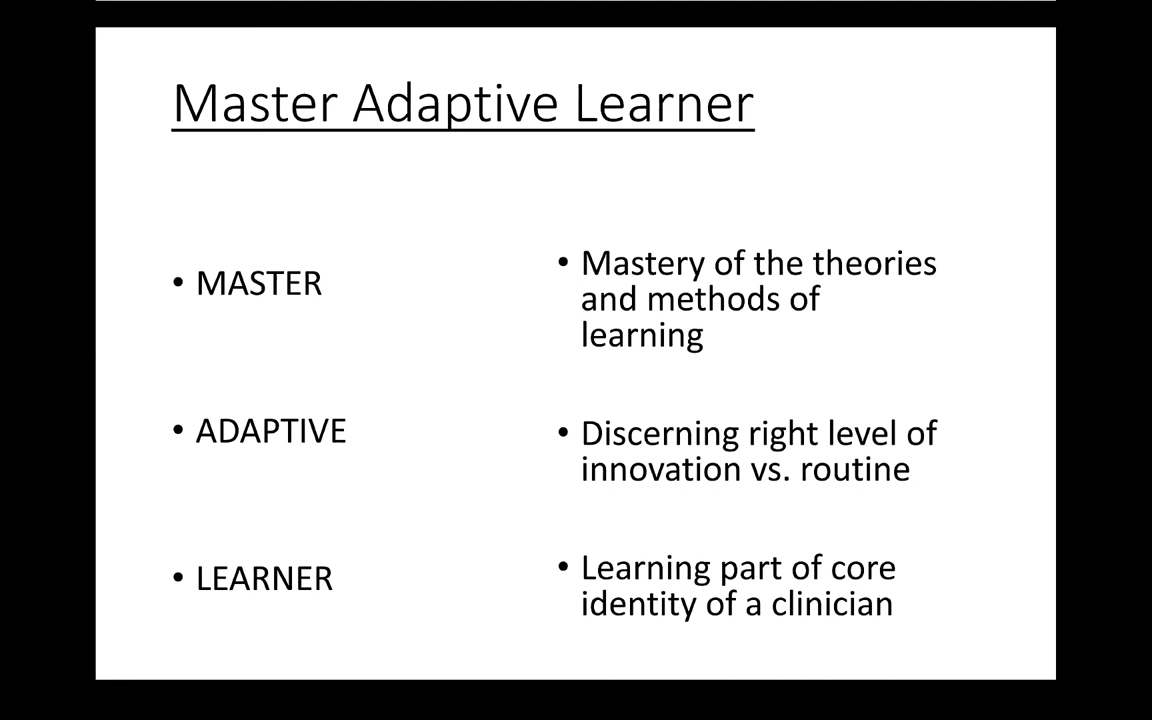 Master Adaptive Learner
• MASTER
• Mastery of the theories
and methods of
learning
• ADAPTIVE
• Discerning right level of
innovation vs. routine
• LEARNER
• Learning part of core
identity of a clinician